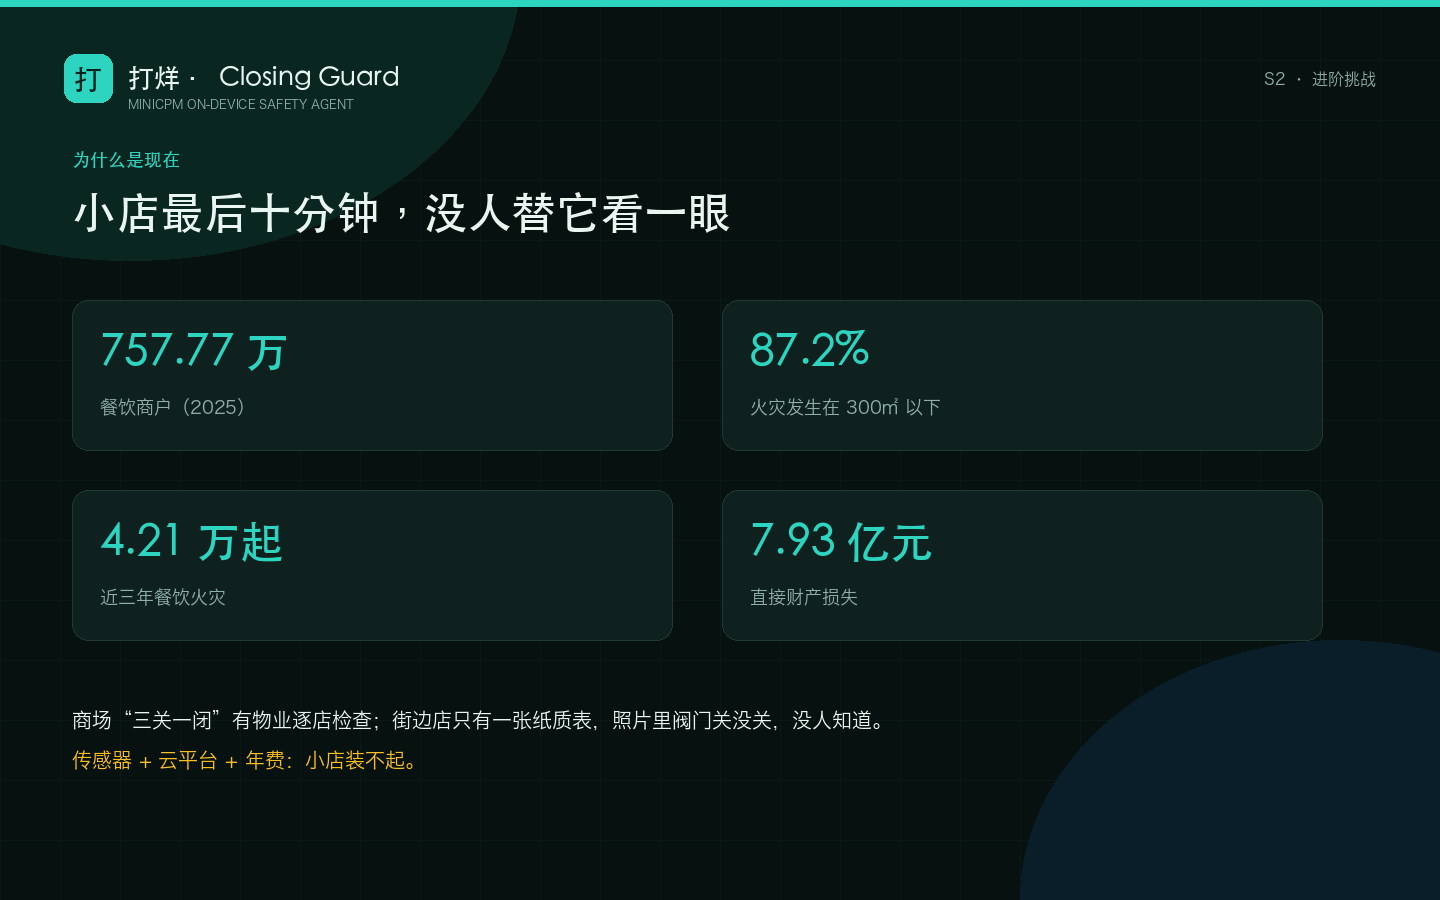 打
打烊 · Closing Guard
MINICPM ON-DEVICE SAFETY AGENT
S2 · 进阶挑战
为什么是现在
小店最后十分钟，没人替它看一眼
757.77 万
餐饮商户（2025）
87.2%
火灾发生在 300㎡ 以下
4.21 万起
近三年餐饮火灾
7.93 亿元
直接财产损失
商场“三关一闭”有物业逐店检查；街边店只有一张纸质表，照片里阀门关没关，没人知道。
传感器 + 云平台 + 年费：小店装不起。